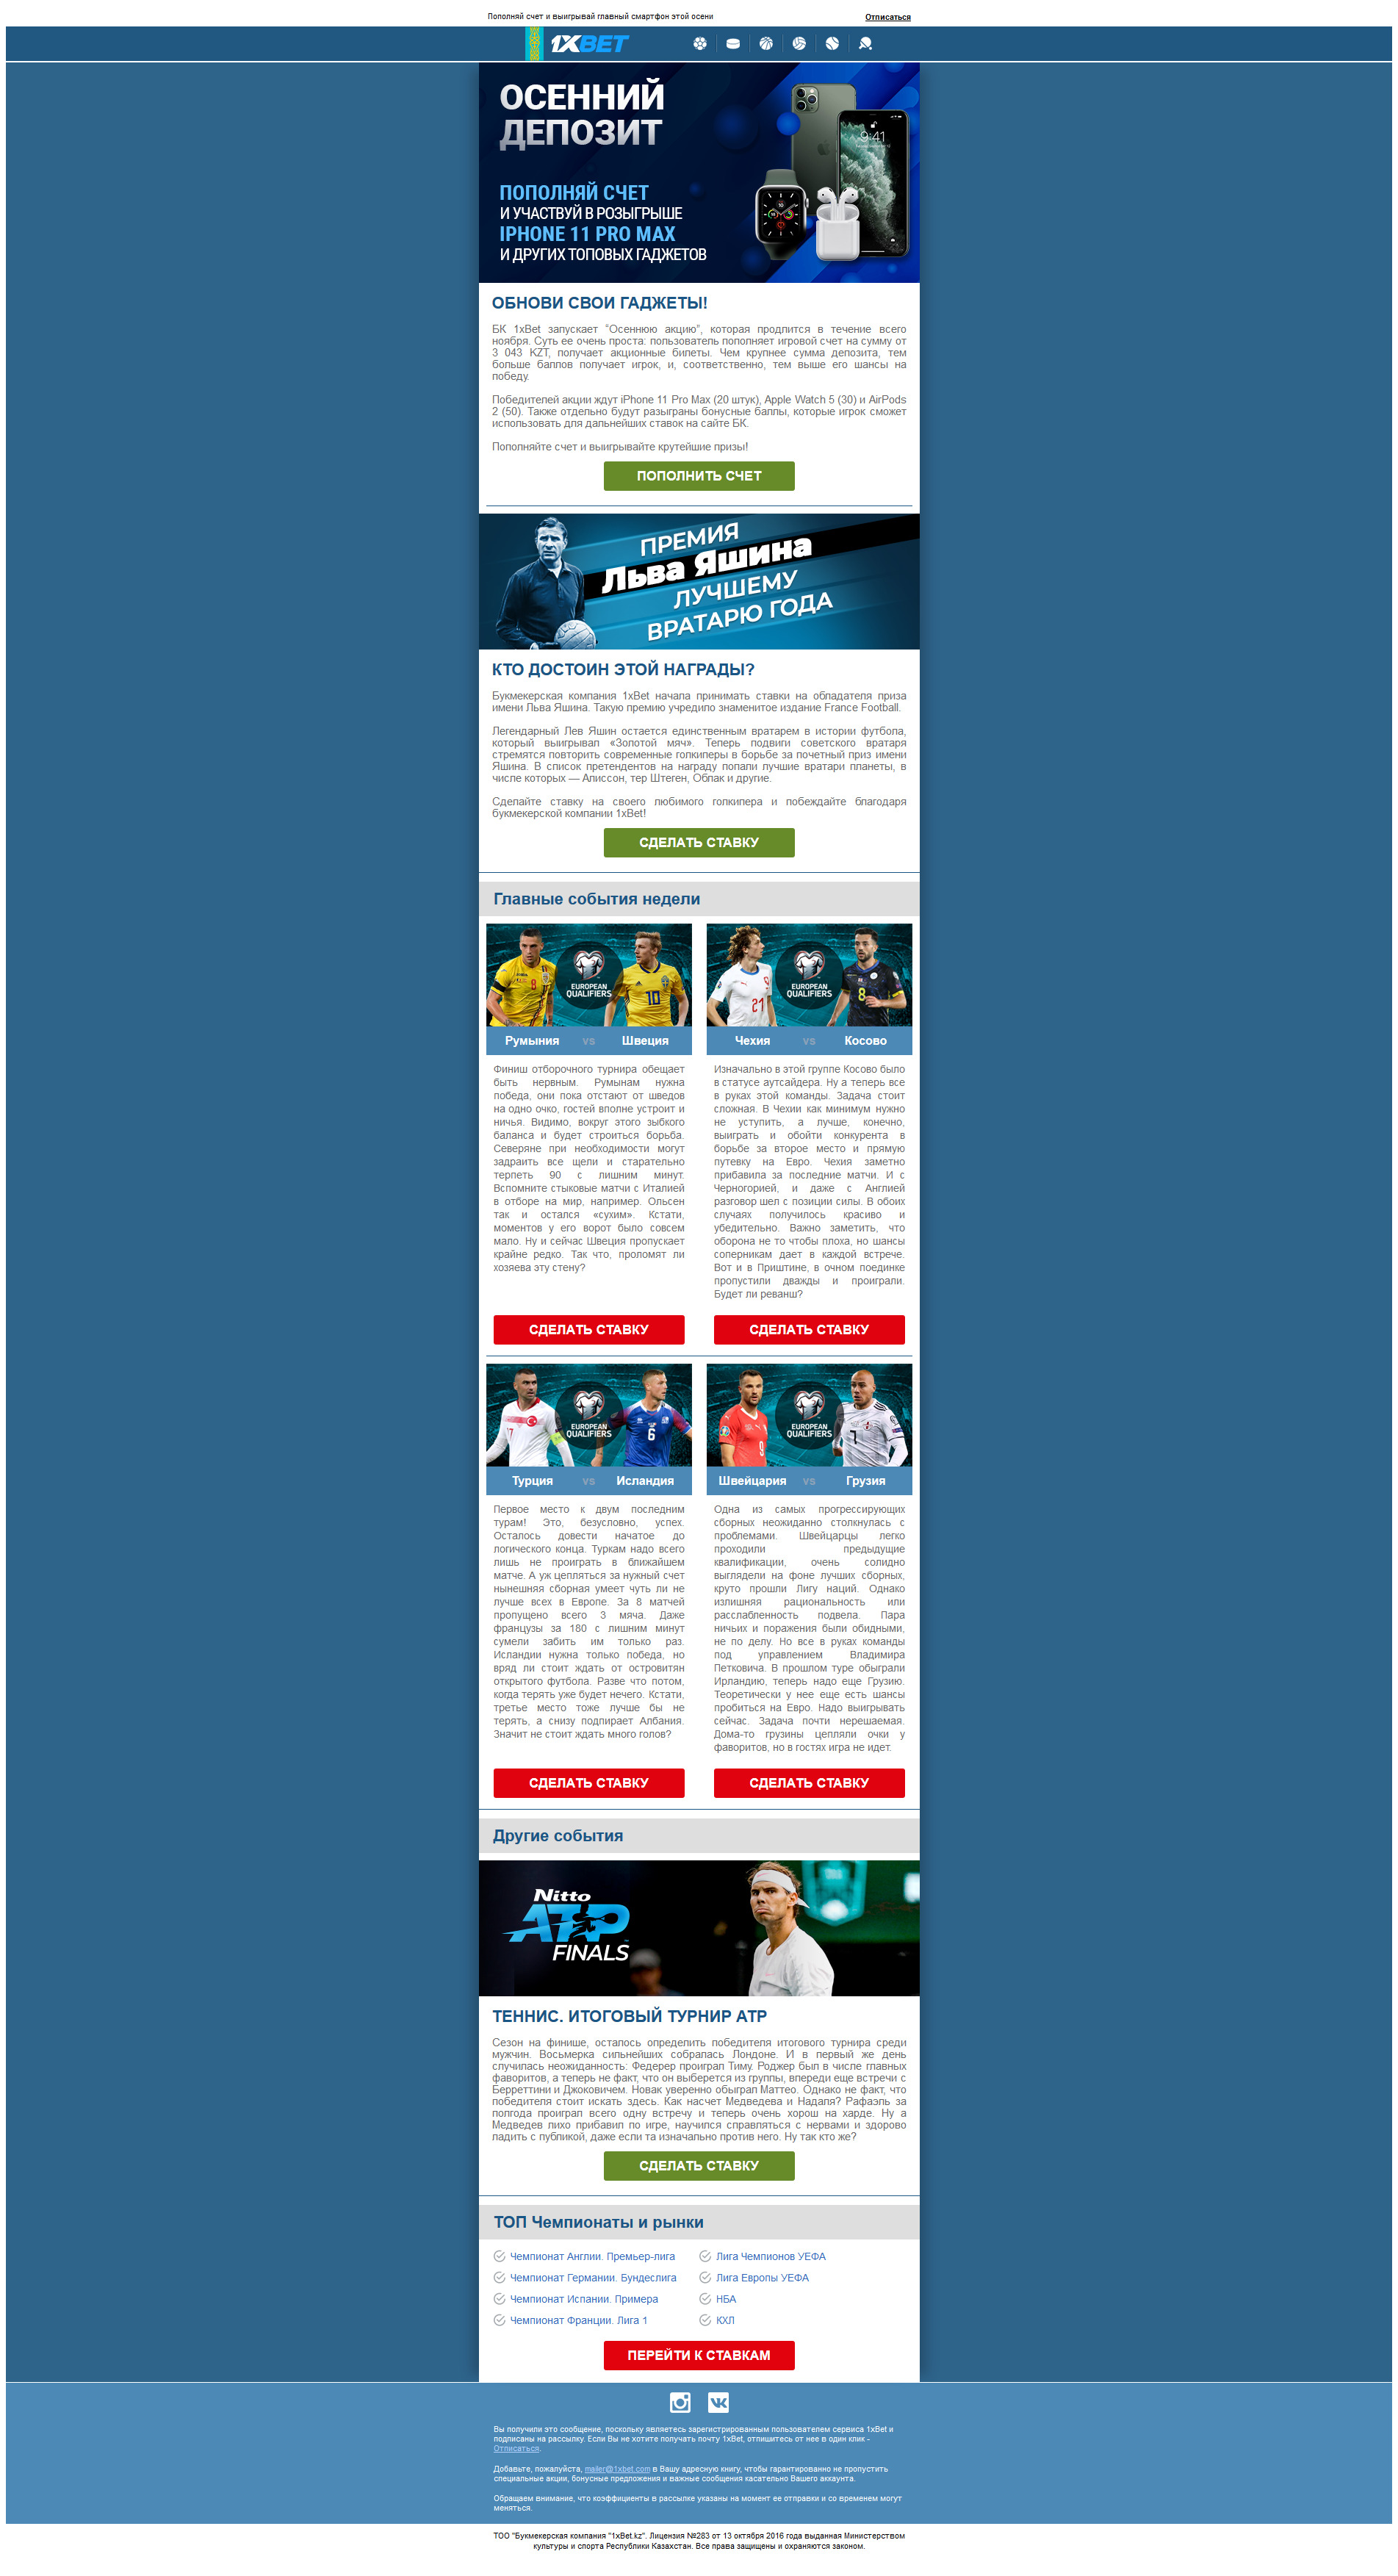 Пополняй счет и выигрывай главный смартфон этой осени
Отписаться
1XBET
ОСЕННИЙ
ДЕПОЗИТ
ПОПОЛНЯЙ СЧЕТ
И УЧАСТВУЙ В РОЗЫГРЫШЕ
IPHONE 11 PRO MAX
И ДРУГИХ ТОПОВЫХ ГАДЖЕТОВ
9:41
ОБНОВИ СВОИ ГАДЖЕТЫ!
БК 1xBet запускает "Осеннюю акцию", которая продлится в течение всего
ноября. Суть ее очень проста: пользователь пополняет игровой счет на сумму от
3 043 KZT, получает акционные билеты. Чем крупнее сумма депозита, тем
больше баллов получает игрок, и, соответственно, тем выше его шансы на
победу.
Победителей акции ждут iPhone 11 Pro Max (20 штук), Apple Watch 5 (30) и AirPods
2 (50). Также отдельно будут разыграны бонусные баллы, которые игрок сможет
использовать для дальнейших ставок на сайте БК.
Пополняйте счет и выигрывайте крутейшие призы!
ПОПОЛНИТЬ СЧЕТ
ПРЕМИЯ
Льва Яшина
ЛУЧШЕМУ
ВРАТАРЮ ГОДА
КТО ДОСТОИН ЭТОЙ НАГРАДЫ?
Букмекерская компания 1xBet начала принимать ставки на обладателя приза
имени Льва Яшина. Такую премию учредило знаменитое издание France Football.
Легендарный Лев Яшин остается единственным вратарем в истории футбола,
который выигрывал «Золотой мяч». Теперь подвиги советского вратаря
стремятся повторить современные голкиперы в борьбе за почетный приз имени
Яшина. В список претендентов на награду попали лучшие вратари планеты, в
числе которых — Алиссон, тер Штеген, Облак и другие.
Сделайте ставку на своего любимого голкипера и побеждайте благодаря
букмекерской компании 1xBet!
СДЕЛАТЬ СТАВКУ
Главные события недели
8
EUROPEAN
QUALIFIERS
10
Румыния vs Швеция
Финиш отборочного турнира обещает
быть нервным. Румынам нужна
победа, они пока отстают от шведов
на одно очко, гостей вполне устроит и
ничья. Видимо, вокруг этого зыбкого
баланса и будет строиться борьба.
Северяне при необходимости могут
задраить все щели и старательно
терпеть 90 с лишним минут.
Вспомните стыковые матчи с Италией
в отборе на мир, например. Ольсен
так и остался «сухим». Кстати,
моментов у его ворот было совсем
мало. Ну и сейчас Швеция пропускает
крайне редко. Так что, проломят ли
хозяева эту стену?
СДЕЛАТЬ СТАВКУ
21
EUROPEAN
QUALIFIERS
8
Чехия vs Косово
Изначально в этой группе Косово было
в статусе аутсайдера. Ну а теперь все
в руках этой команды. Задача стоит
сложная. В Чехии как минимум нужно
не уступить, а лучше, конечно,
выиграть и обойти конкурента в
борьбе за второе место и прямую
путевку на Евро. Чехия заметно
прибавила за последние матчи. И с
Черногорией, и даже с Англией
разговор шел с позиции силы. В обоих
случаях получилось красиво и
убедительно. Важно заметить, что
оборона не то чтобы плоха, но шансы
соперникам дает в каждой встрече.
Вот и в Приштине, в очном поединке
пропустили дважды и проиграли.
Будет ли реванш?
СДЕЛАТЬ СТАВКУ
17
EUROPEAN
QUALIFIERS
6
Турция vs Исландия
Первое место к двум последним
турам! Это, безусловно, успех.
Осталось довести начатое до
логического конца. Туркам надо всего
лишь не проиграть в ближайшем
матче. А уж цепляться за нужный счет
нынешняя сборная умеет чуть ли не
лучше всех в Европе. За 8 матчей
пропущено всего 3 мяча. Даже
французы за 180 с лишним минут
сумели забить им только раз.
Исландии нужна только победа, но
вряд ли стоит ждать от островитян
открытого футбола. Разве что потом,
когда терять уже будет нечего. Кстати,
третье место тоже лучше бы не
терять, а снизу подпирает Албания.
Значит не стоит ждать много голов?
СДЕЛАТЬ СТАВКУ
9
EUROPEAN
QUALIFIERS
7
Швейцария vs Грузия
Одна из самых прогрессирующих
сборных неожиданно столкнулась с
проблемами. Швейцарцы легко
проходили предыдущие
квалификации, очень солидно
выглядели на фоне лучших сборных,
круто прошли Лигу наций. Однако
излишняя рациональность или
расслабленность подвела. Пара
ничьих и поражения были обидными,
не по делу. Но все в руках команды
под управлением Владимира
Петковича. В прошлом туре обыграли
Ирландию, теперь надо еще Грузию.
Теоретически у нее еще есть шансы
пробиться на Евро. Надо выигрывать
сейчас. Задача почти нерешаемая.
Дома-то грузины цепляли очки у
фаворитов, но в гостях игра не идет.
СДЕЛАТЬ СТАВКУ
Другие события
Nitto
ATP
FINALS
ТЕННИС. ИТОГОВЫЙ ТУРНИР ATP
Сезон на финише, осталось определить победителя итогового турнира среди
мужчин. Восьмерка сильнейших собралась Лондоне. И в первый же день
случилась неожиданность: Федерер проиграл Тиму. Роджер был в числе главных
фаворитов, а теперь не факт, что он выберется из группы, впереди еще встречи с
Берреттини и Джоковичем. Новак уверенно обыграл Маттео. Однако не факт, что
победителя стоит искать здесь. Как насчет Медведева и Надаля? Рафаэль за
полгода проиграл всего одну встречу и теперь очень хорош на харде. Ну а
Медведев лихо прибавил по игре, научился справляться с нервами и здорово
ладить с публикой, даже если та изначально против него. Ну так кто же?
СДЕЛАТЬ СТАВКУ
ТОП Чемпионаты и рынки
Чемпионат Англии. Премьер-лига
Лига Чемпионов УЕФА
Чемпионат Германии. Бундеслига
Лига Европы УЕФА
Чемпионат Испании. Примера
НБА
Чемпионат Франции. Лига 1
КХЛ
ПЕРЕЙТИ К СТАВКАМ
Вы получили это сообщение, поскольку являетесь зарегистрированным пользователем сервиса 1xBet и
подписаны на рассылку. Если Вы не хотите получать почту 1xBet, отпишитесь от нее в один клик -
Отписаться.
Добавьте, пожалуйста, mailer@1xbet.com в Вашу адресную книгу, чтобы гарантированно не пропустить
специальные акции, бонусные предложения и важные сообщения касательно Вашего аккаунта.
Обращаем внимание, что коэффициенты в рассылке указаны на момент ее отправки и со временем могут
меняться.
ТОО "Букмекерская компания "1xBet.kz". Лицензия №283 от 13 октября 2016 года выданная Министерством
культуры и спорта Республики Казахстан. Все права защищены и охраняются законом.